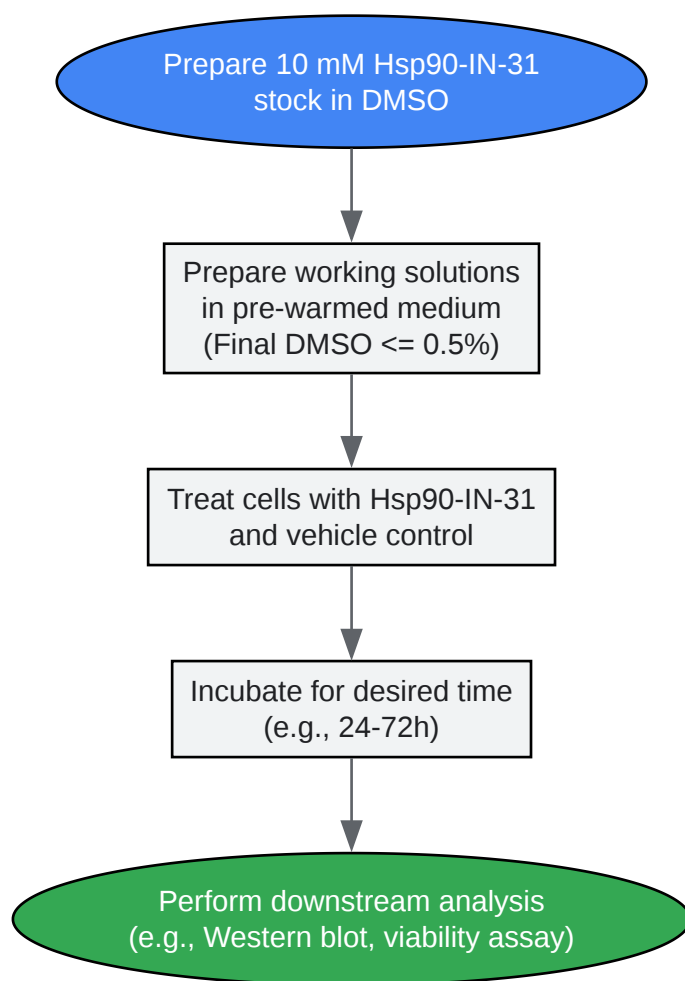 Prepare 10 mM Hsp90-IN-31
stock in DMSO
Prepare working solutions
in pre-warmed medium
(Final DMSO <= 0.5%)
Treat cells with Hsp90-IN-31
and vehicle control
Incubate for desired time
(e.g., 24-72h)
Perform downstream analysis
(e.g., Western blot, viability assay)